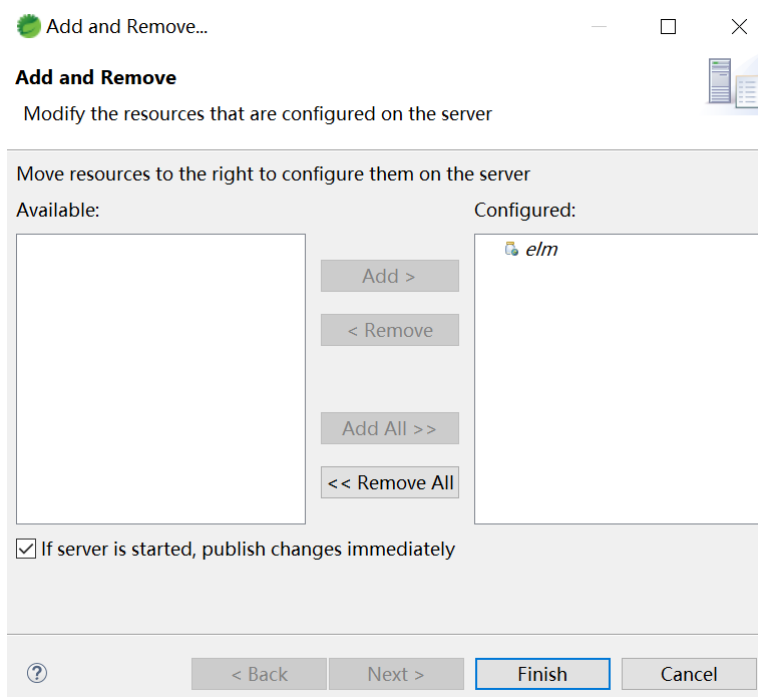 Add and Remove...
Add and Remove
Modify the resources that are configured on the server
Move resources to the right to configure them on the server
Available:
Configured:
elm
Add >
< Remove
Add All >>
<< Remove All
If server is started, publish changes immediately
?
< Back
Next >
Finish
Cancel